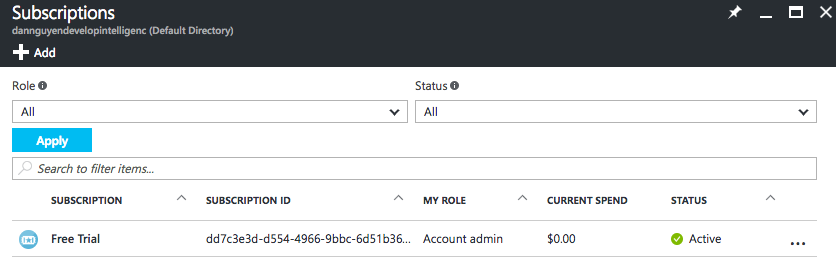 Subscriptions
dannguyendevelopintelligenc (Default Directory)
Add
Role Status
All All
Apply
Search to filter items...
SUBSCRIPTION SUBSCRIPTION ID MY ROLE CURRENT SPEND STATUS
Free Trial dd7c3e3d-d554-4966-9bbc-6d51b36... Account admin $0.00 Active ...